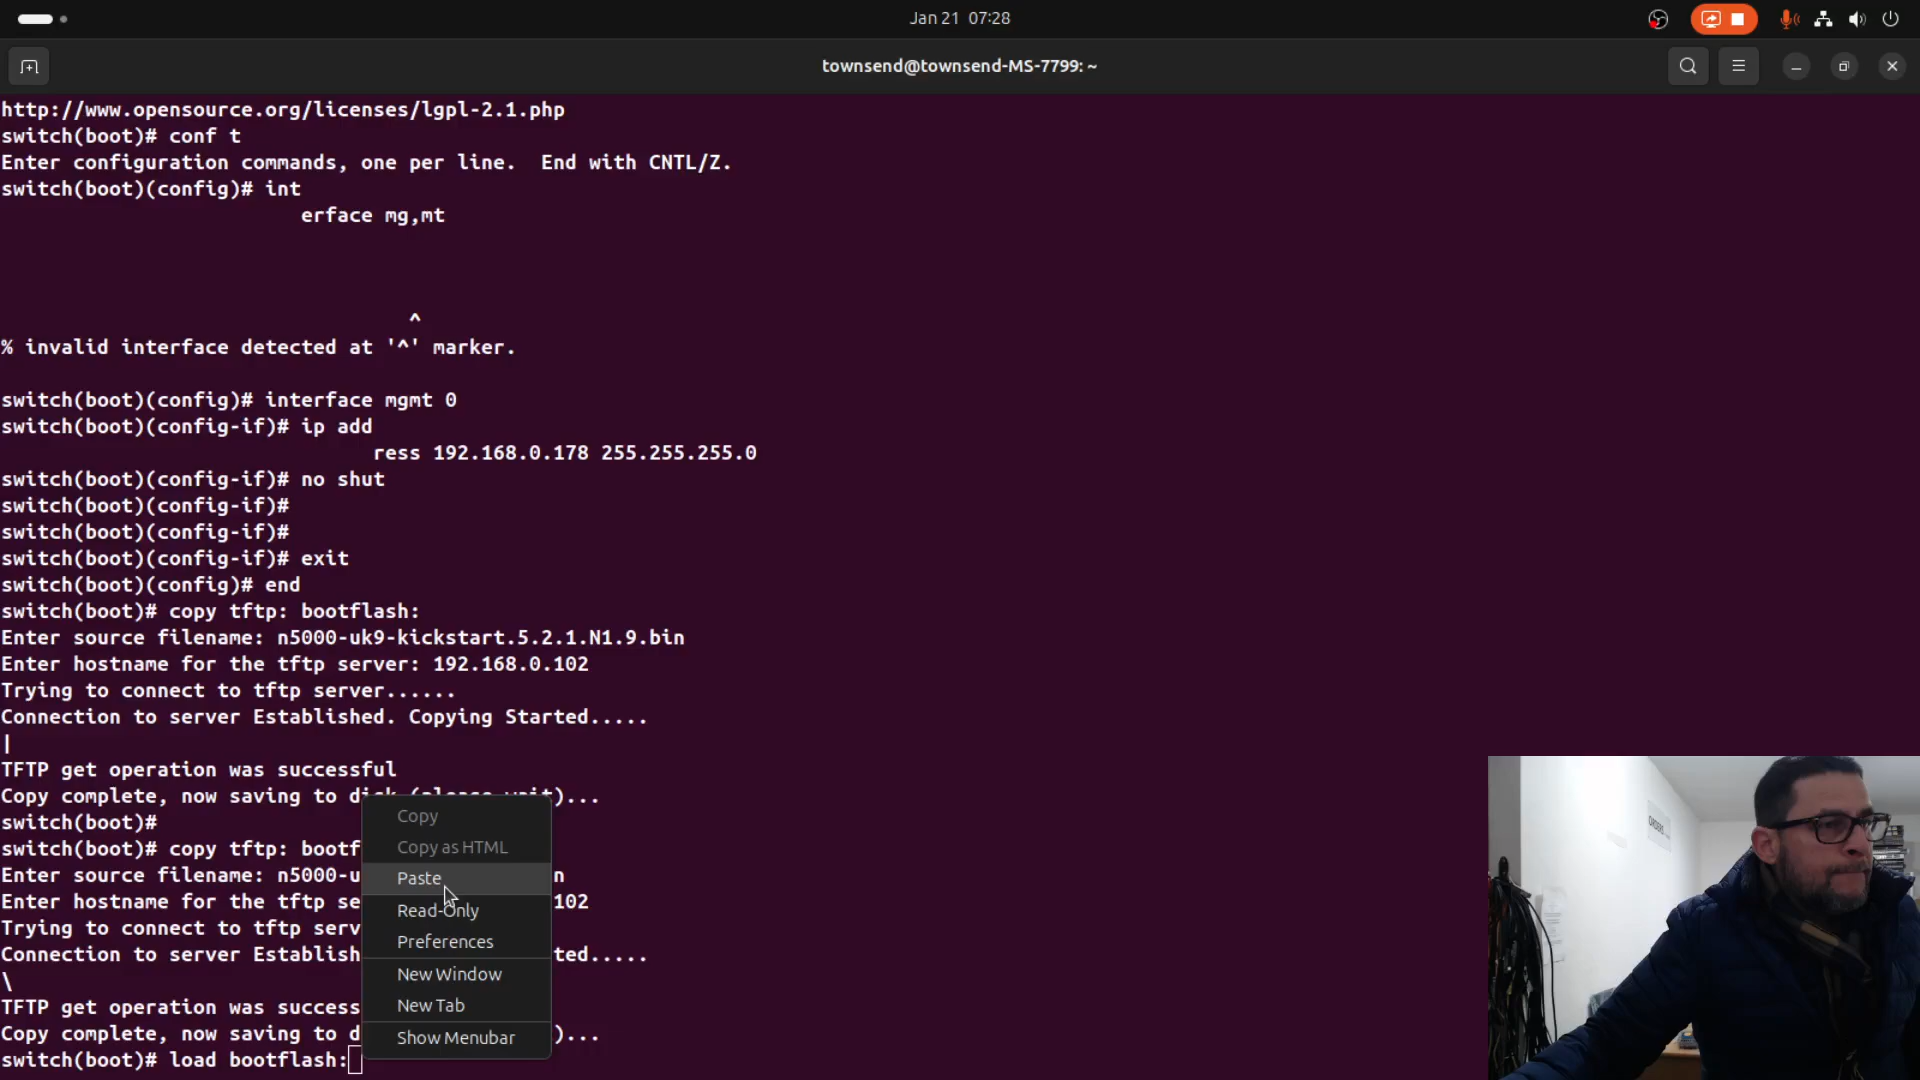 Jan 21 07:28
townsend@townsend-MS-7799: ~
http://www.opensource.org/licenses/lgpl-2.1.php
switch(boot)# conf t
Enter configuration commands, one per line.  End with CNTL/Z.
switch(boot)(config)# int
erface mg,mt
^
% invalid interface detected at '^' marker.
switch(boot)(config)# interface mgmt 0
switch(boot)(config-if)# ip add
ress 192.168.0.178 255.255.255.0
switch(boot)(config-if)# no shut
switch(boot)(config-if)#
switch(boot)(config-if)#
switch(boot)(config-if)# exit
switch(boot)(config)# end
switch(boot)# copy tftp: bootflash:
Enter source filename: n5000-uk9-kickstart.5.2.1.N1.9.bin
Enter hostname for the tftp server: 192.168.0.102
Trying to connect to tftp server......
Connection to server Established. Copying Started.....
|
TFTP get operation was successful
Copy complete, now saving to disk (please wait)...
switch(boot)#
switch(boot)# copy tftp: bootf
Enter source filename: n5000-u n
Enter hostname for the tftp se 102
Trying to connect to tftp serv
Connection to server Establish ted.....
\
TFTP get operation was success
Copy complete, now saving to d )...
switch(boot)# load bootflash:
Copy
Copy as HTML
Paste
Read-Only
Preferences
New Window
New Tab
Show Menubar